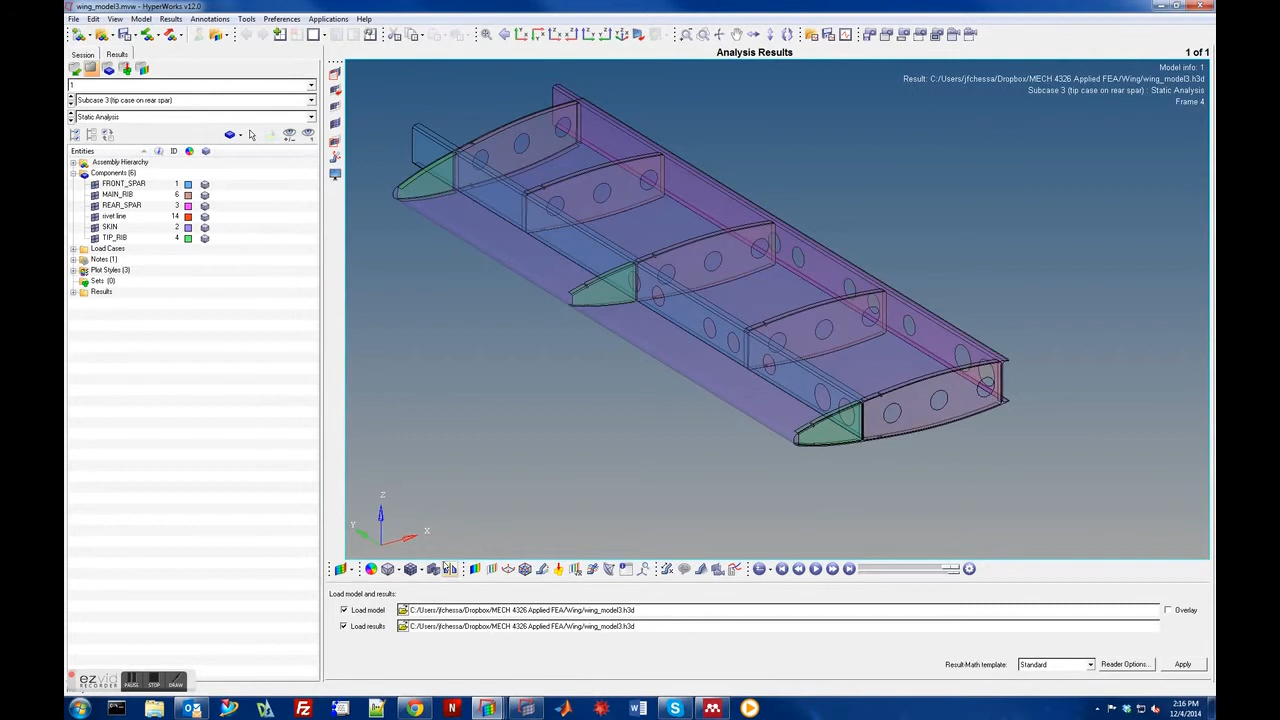 wing_model3.mvw - HyperWorks v12.0
File Edit View Model Results Annotations Tools Preferences Applications Help
Session Results
Analysis Results
1 of 1
1
Subcase 3 (tip case on rear spar)
Static Analysis
Model info: 1
Result: C:/Users/jfchessa/Dropbox/MECH 4326 Applied FEA/Wing/wing_model3.h3d
Subcase 3 (tip case on rear spar) : Static Analysis
Frame 4
Entities ID
Assembly Hierarchy
Components (6)
FRONT_SPAR 1
MAIN_RIB 6
REAR_SPAR 3
rivet line 14
SKIN 2
TIP_RIB 4
Load Cases
Notes (1)
Plot Styles (3)
Sets (0)
Results
Z
Y
X
Load model and results:
Load model C:/Users/jfchessa/Dropbox/MECH 4326 Applied FEA/Wing/wing_model3.h3d Overlay
Load results C:/Users/jfchessa/Dropbox/MECH 4326 Applied FEA/Wing/wing_model3.h3d
Result-Math template: Standard Reader Options... Apply
ezvid
RECORDER
PAUSE STOP DRAW
2:16 PM
12/4/2014